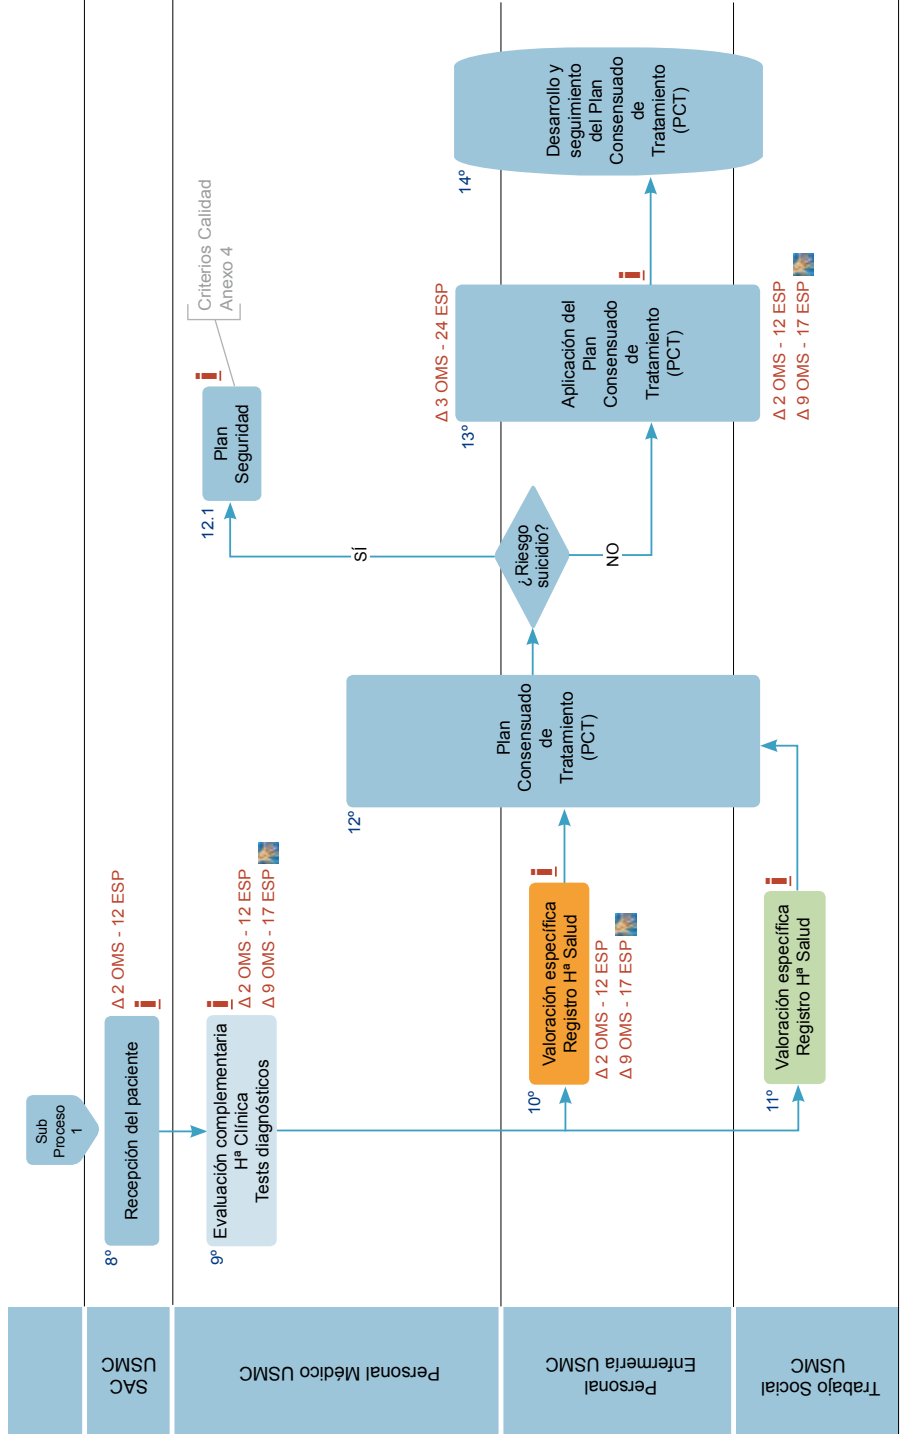 Sub
Proceso
1
8º
Recepción del paciente
Δ 2 OMS - 12 ESP
i
9º
Evaluación complementaria
Hª Clínica
Tests diagnósticos
i
Δ 2 OMS - 12 ESP
Δ 9 OMS - 17 ESP
10º
Valoración específica
Registro Hª Salud
i
Δ 2 OMS - 12 ESP
Δ 9 OMS - 17 ESP
11º
Valoración específica
Registro Hª Salud
i
12º
Plan
Consensuado
de
Tratamiento
(PCT)
¿Riesgo
suicidio?
SÍ
NO
12.1
Plan
Seguridad
i
Criterios Calidad
Anexo 4
13º
Δ 3 OMS - 24 ESP
Aplicación del
Plan
Consensuado
de
Tratamiento
(PCT)
i
Δ 2 OMS - 12 ESP
Δ 9 OMS - 17 ESP
14º
Desarrollo y
seguimiento
del Plan
Consensuado
de
Tratamiento
(PCT)
SAC
USMC
Personal Médico USMC
Personal
Enfermería USMC
Trabajo Social
USMC